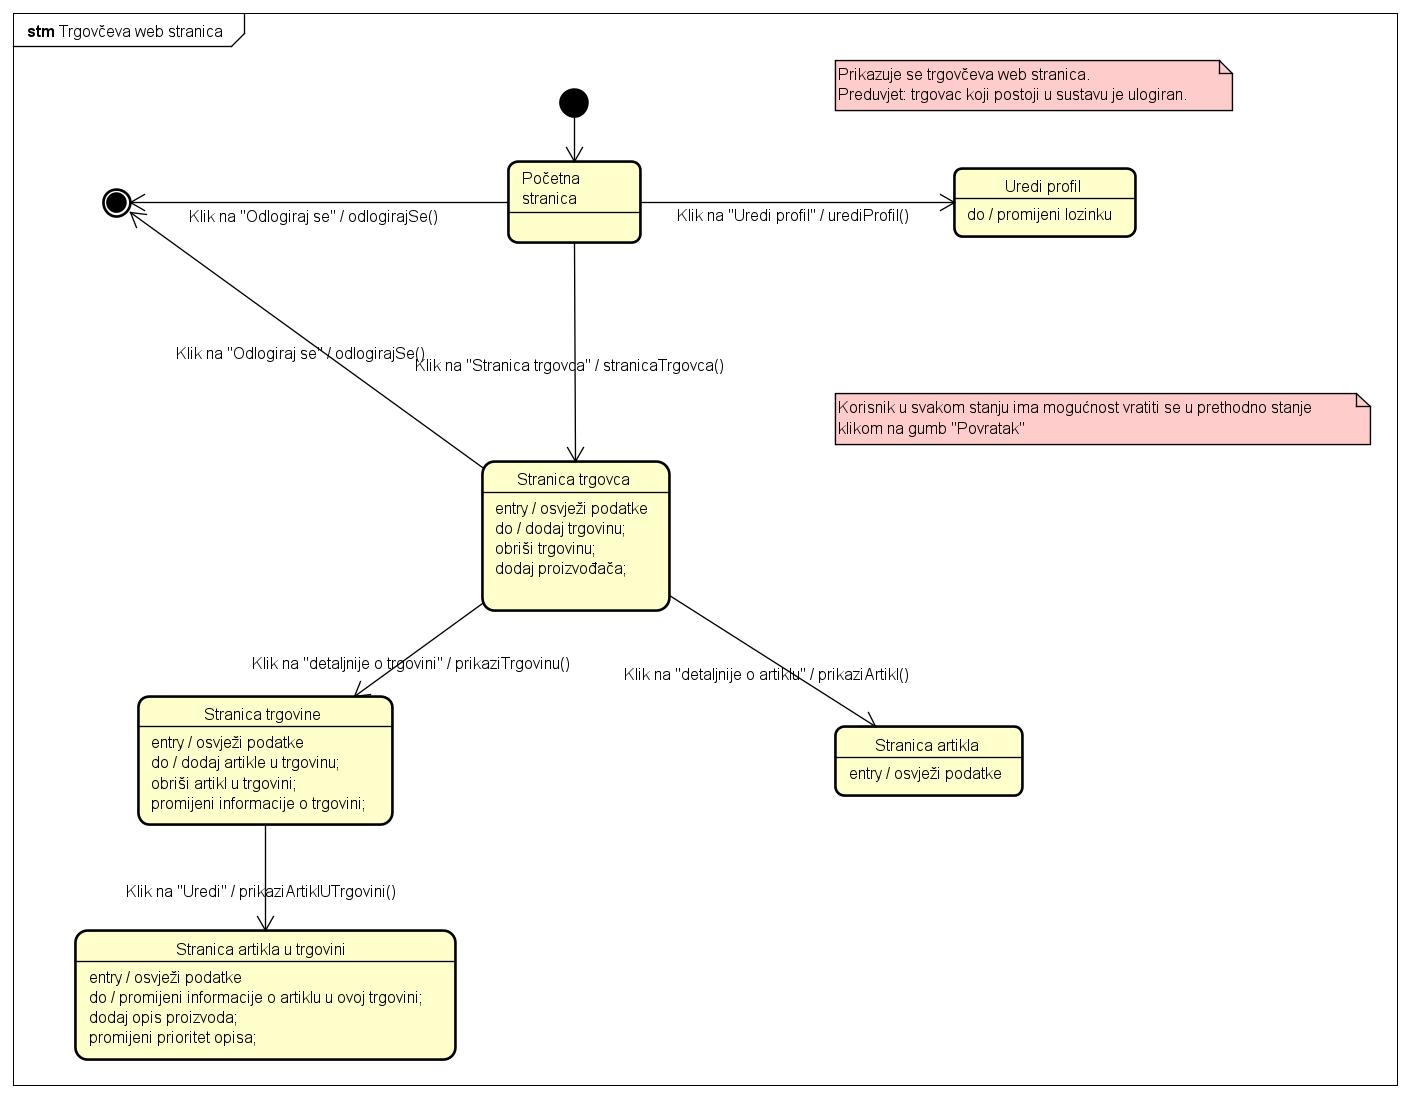 stm Trgovčeva web stranica
Prikazuje se trgovčeva web stranica.
Preduvjet: trgovac koji postoji u sustavu je ulogiran.
Početna
stranica
Uredi profil
do / promijeni lozinku
Klik na "Odlogiraj se" / odlogirajSe()
Klik na "Uredi profil" / urediProfil()
Klik na "Odlogiraj se" / odlogirajSe()
Klik na "Stranica trgovca" / stranicaTrgovca()
Korisnik u svakom stanju ima mogućnost vratiti se u prethodno stanje
klikom na gumb "Povratak"
Stranica trgovca
entry / osvježi podatke
do / dodaj trgovinu;
obriši trgovinu;
dodaj proizvođača;
Klik na "detaljnije o trgovini" / prikaziTrgovinu()
Klik na "detaljnije o artiklu" / prikaziArtikl()
Stranica trgovine
entry / osvježi podatke
do / dodaj artikle u trgovinu;
obriši artikl u trgovini;
promijeni informacije o trgovini;
Stranica artikla
entry / osvježi podatke
Klik na "Uredi" / prikaziArtiklUTrgovini()
Stranica artikla u trgovini
entry / osvježi podatke
do / promijeni informacije o artiklu u ovoj trgovini;
dodaj opis proizvoda;
promijeni prioritet opisa;